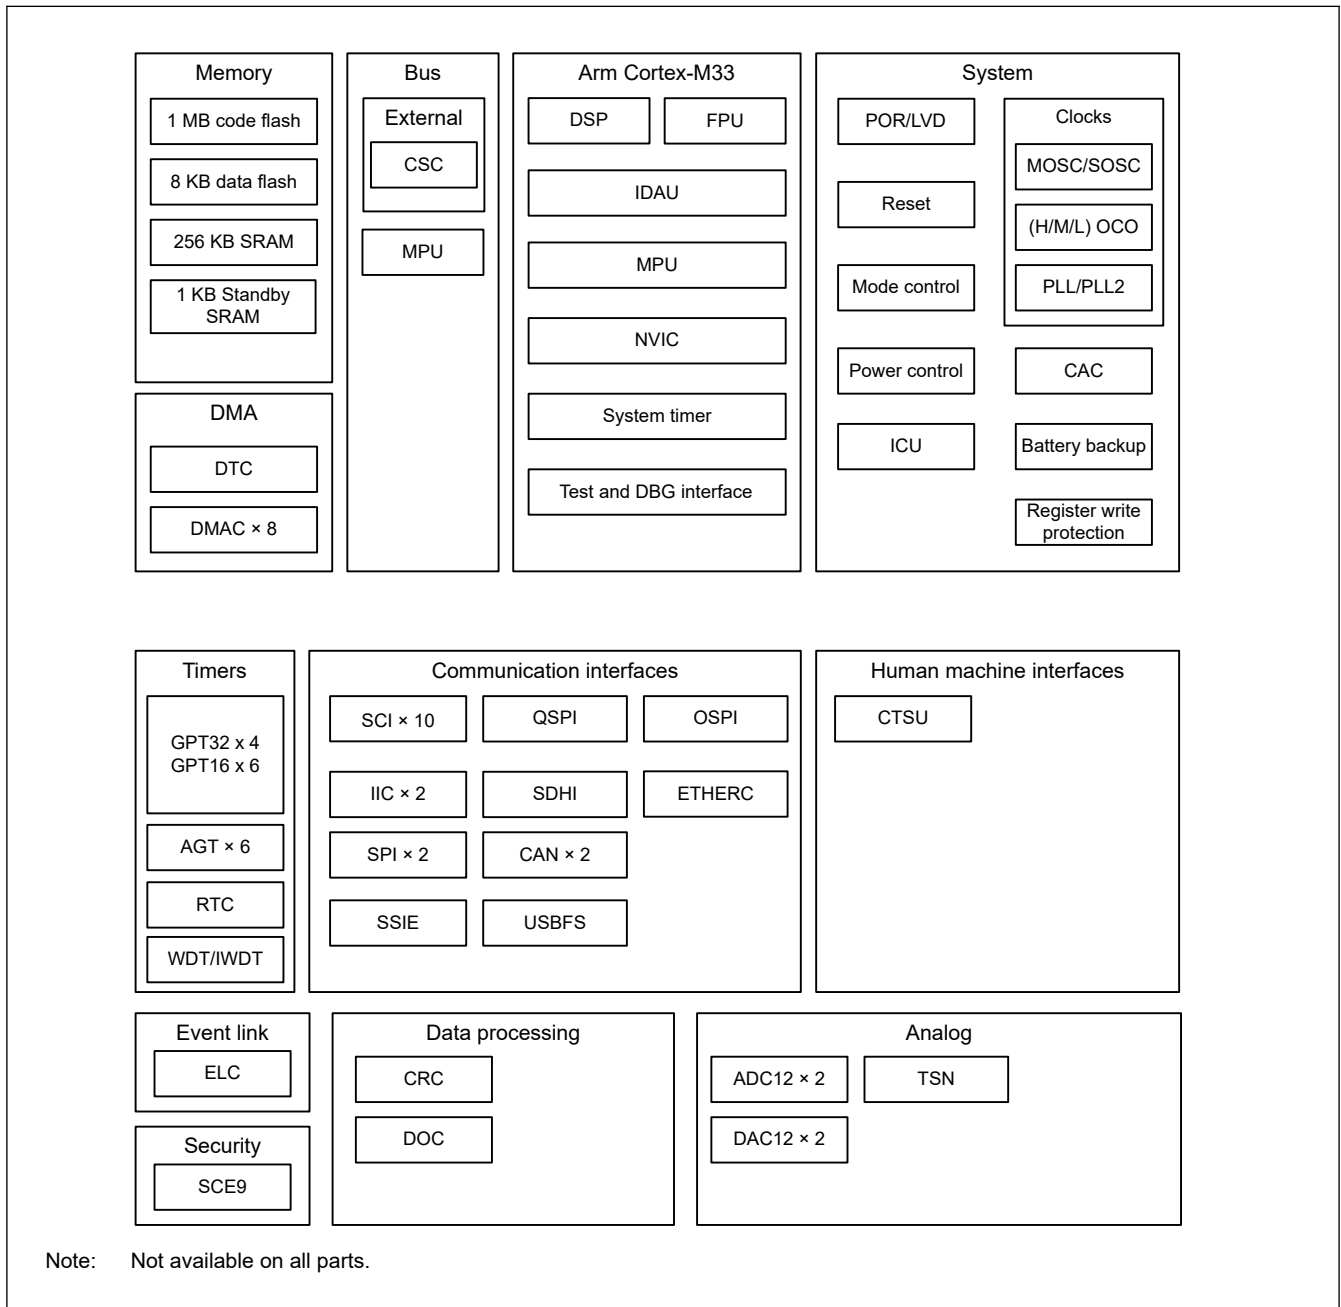 Memory
1 MB code flash
8 KB data flash
256 KB SRAM
1 KB Standby
SRAM
DMA
DTC
DMAC × 8
Bus
External
CSC
MPU
Arm Cortex-M33
DSP
FPU
IDAU
MPU
NVIC
System timer
Test and DBG interface
System
POR/LVD
Reset
Mode control
Power control
ICU
Clocks
MOSC/SOSC
(H/M/L) OCO
PLL/PLL2
CAC
Battery backup
Register write
protection
Timers
GPT32 x 4
GPT16 x 6
AGT × 6
RTC
WDT/IWDT
Communication interfaces
SCI × 10
QSPI
OSPI
IIC × 2
SDHI
ETHERC
SPI × 2
CAN × 2
SSIE
USBFS
Human machine interfaces
CTSU
Event link
ELC
Security
SCE9
Data processing
CRC
DOC
Analog
ADC12 × 2
TSN
DAC12 × 2
Note: Not available on all parts.